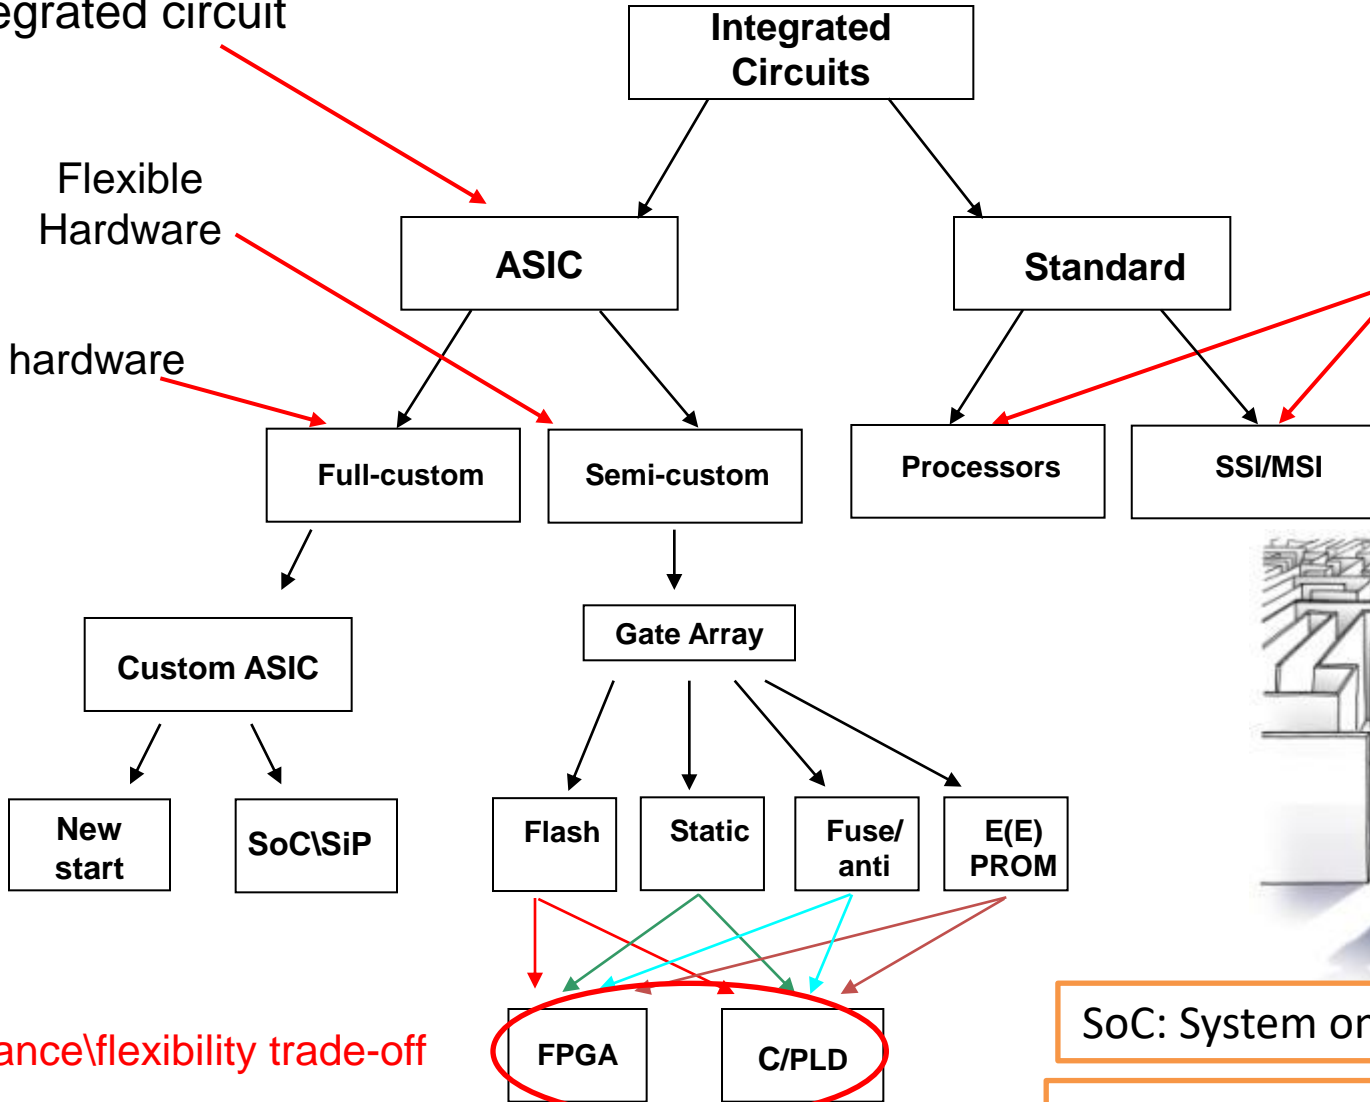 egrated circuit
Integrated
Circuits
Flexible
Hardware
ASIC
Standard
hardware
Full-custom
Semi-custom
Processors
SSI/MSI
Gate Array
Custom ASIC
New
start
SoC\SiP
Flash
Static
Fuse/
anti
E(E)
PROM
SoC: System on
ance\flexibility trade-off
FPGA
C/PLD